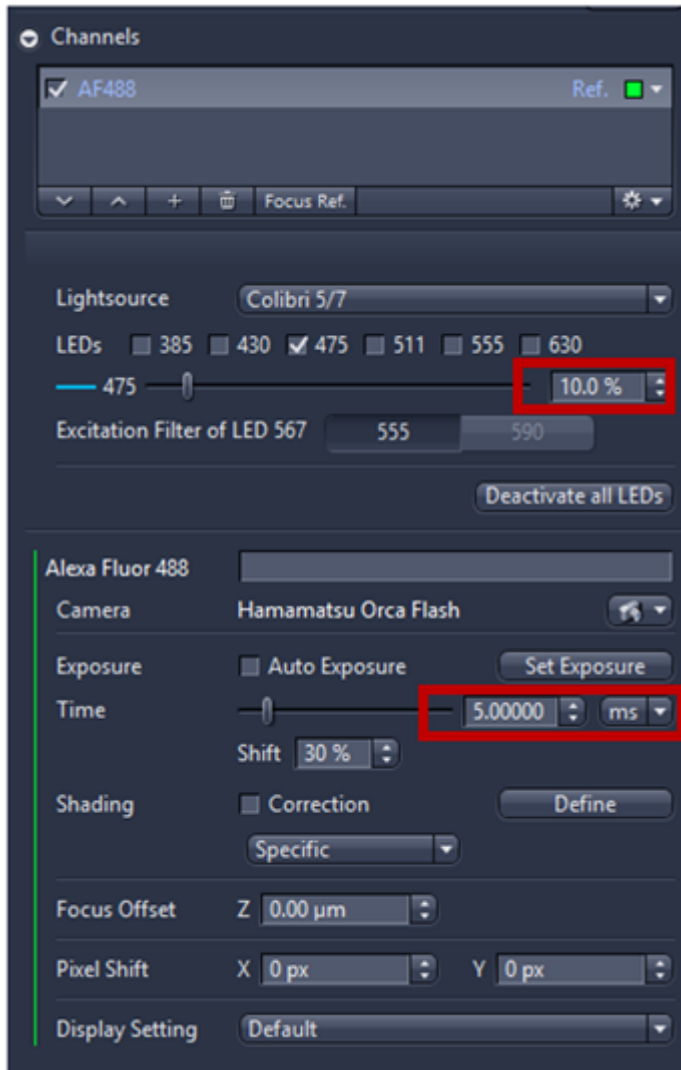 Channels
AF488 Ref.
+ Focus Ref.
Lightsource Colibri 5/7
LEDs 385 430 475 511 555 630
475 10.0 %
Excitation Filter of LED 567 555 590
Deactivate all LEDs
Alexa Fluor 488
Camera Hamamatsu Orca Flash
Exposure Auto Exposure Set Exposure
Time 5.00000 ms
Shift 30 %
Shading Correction Define
Specific
Focus Offset Z 0.00 µm
Pixel Shift X 0 px Y 0 px
Display Setting Default